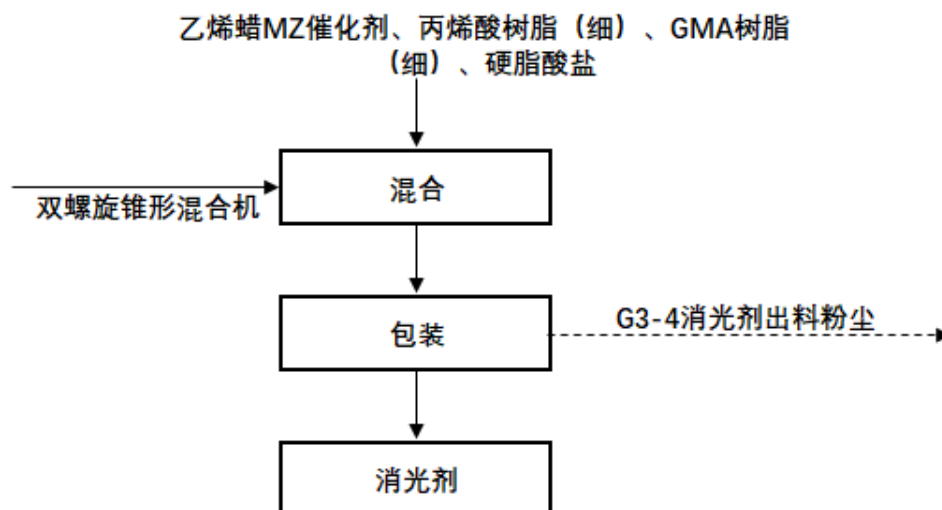 乙烯蜡MZ催化剂、丙烯酸树脂（细）、GMA树脂
（细）、硬脂酸盐
混合
双螺旋锥形混合机
包装
G3-4消光剂出料粉尘
消光剂